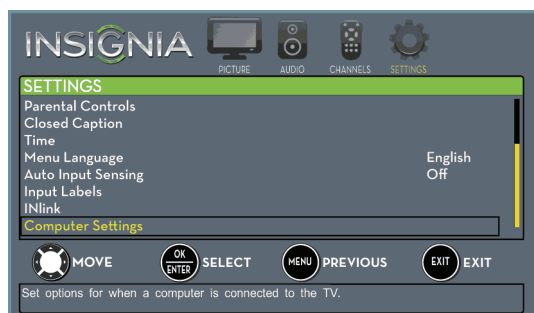 INSIGNIA
PICTURE AUDIO CHANNELS SETTINGS
SETTINGS
Parental Controls
Closed Caption
Time
Menu Language English
Auto Input Sensing Off
Input Labels
INlink
Computer Settings
MOVE OK ENTER SELECT MENU PREVIOUS EXIT EXIT
Set options for when a computer is connected to the TV.